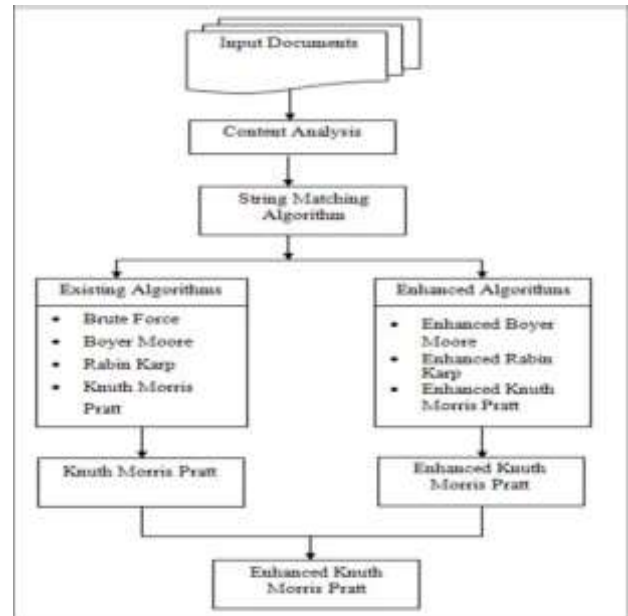 Input Documents
Content Analysis
String Matching
Algorithm
Existing Algorithms
• Brute Force
• Boyer Moore
• Rabin Karp
• Knuth Morris
Pratt
Enhanced Algorithms
• Enhanced Boyer
Moore
• Enhanced Rabin
Karp
• Enhanced Knuth
Morris Pratt
Knuth Morris Pratt
Enhanced Knuth
Morris Pratt
Enhanced Knuth
Morris Pratt